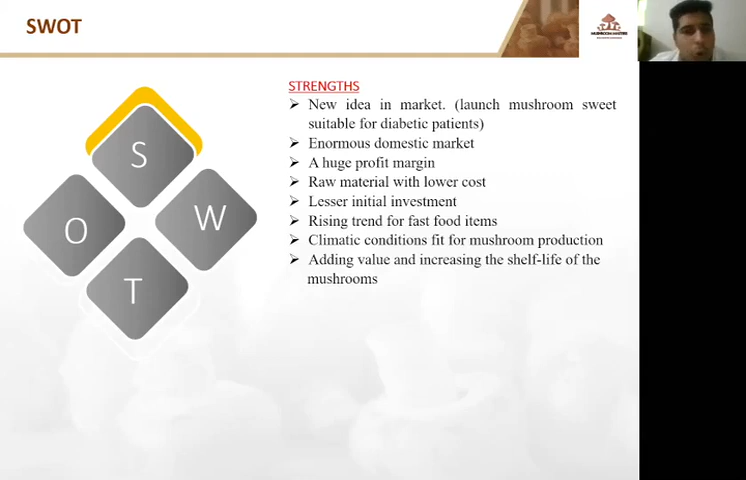 SWOT
MUSHROOM MASTERS
S
O
W
T
STRENGTHS
➢ New idea in market. (launch mushroom sweet
suitable for diabetic patients)
➢ Enormous domestic market
➢ A huge profit margin
➢ Raw material with lower cost
➢ Lesser initial investment
➢ Rising trend for fast food items
➢ Climatic conditions fit for mushroom production
➢ Adding value and increasing the shelf-life of the
mushrooms